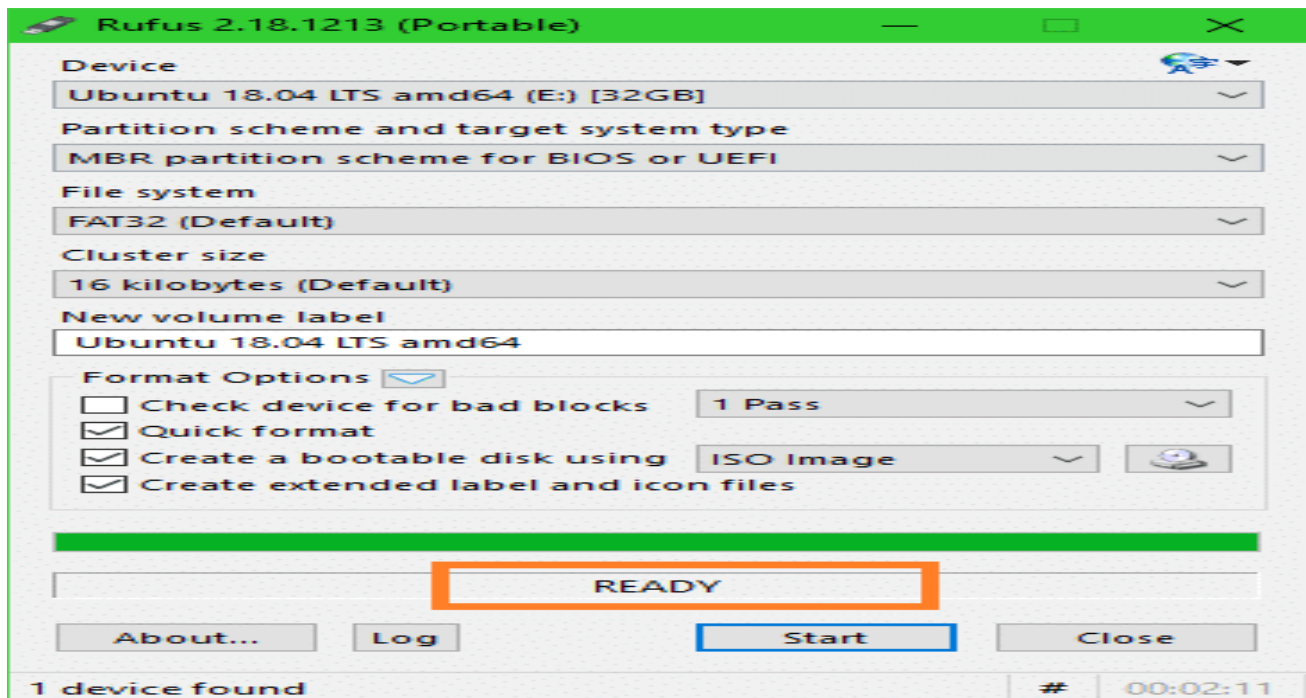 Rufus 2.18.1213 (Portable)
Device
Ubuntu 18.04 LTS amd64 (E:) [32GB]
Partition scheme and target system type
MBR partition scheme for BIOS or UEFI
File system
FAT32 (Default)
Cluster size
16 kilobytes (Default)
New volume label
Ubuntu 18.04 LTS amd64
Format Options
Check device for bad blocks 1 Pass
Quick format
Create a bootable disk using ISO Image
Create extended label and icon files
READY
About... Log Start Close
1 device found # 00:02:11